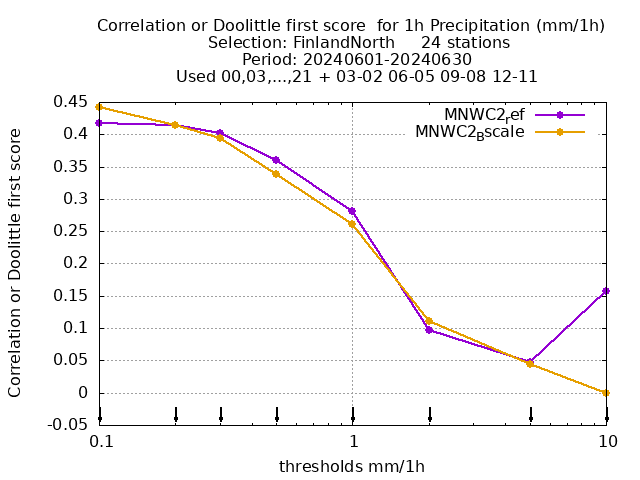 Correlation or Doolittle first score  for 1h Precipitation (mm/1h)
Selection: FinlandNorth     24 stations
Period: 20240601-20240630
Used 00,03,...,21 + 03-02 06-05 09-08 12-11
MNWC2ref
MNWC2Bscale
Correlation or Doolittle first score
0.45
0.4
0.35
0.3
0.25
0.2
0.15
0.1
0.05
0
-0.05
0.1 1 10
thresholds mm/1h